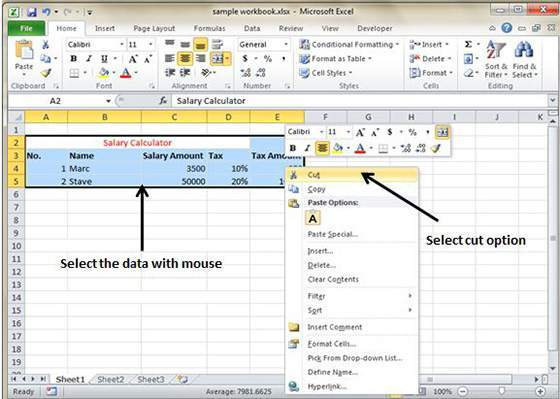 sample workbook.xlsx - Microsoft Excel
File Home Insert Page Layout Formulas Data Review View Developer
Calibri 11 General Conditional Formatting Insert
Paste Format as Table Delete Sort & Filter Find & Select
Cell Styles Format
Clipboard Font Alignment Number Styles Cells Editing
A2 fx Salary Calculator
A B C D E F G H I J K
1
2 Salary Calculator
3 No. Name Salary Amount Tax Tax Amount
4 1 Marc 3500 10%
5 2 Stave 50000 20%
6
7
8
9
10
11
12
13
14
15
16
17
18
19
Calibri 11
Cut
Copy
Paste Options:
Paste Special...
Insert...
Delete...
Clear Contents
Filter
Sort
Insert Comment
Format Cells...
Pick From Drop-down List...
Define Name...
Hyperlink...
Select the data with mouse
Select cut option
Sheet1 Sheet2 Sheet3
Ready Average: 7981.6625 100%